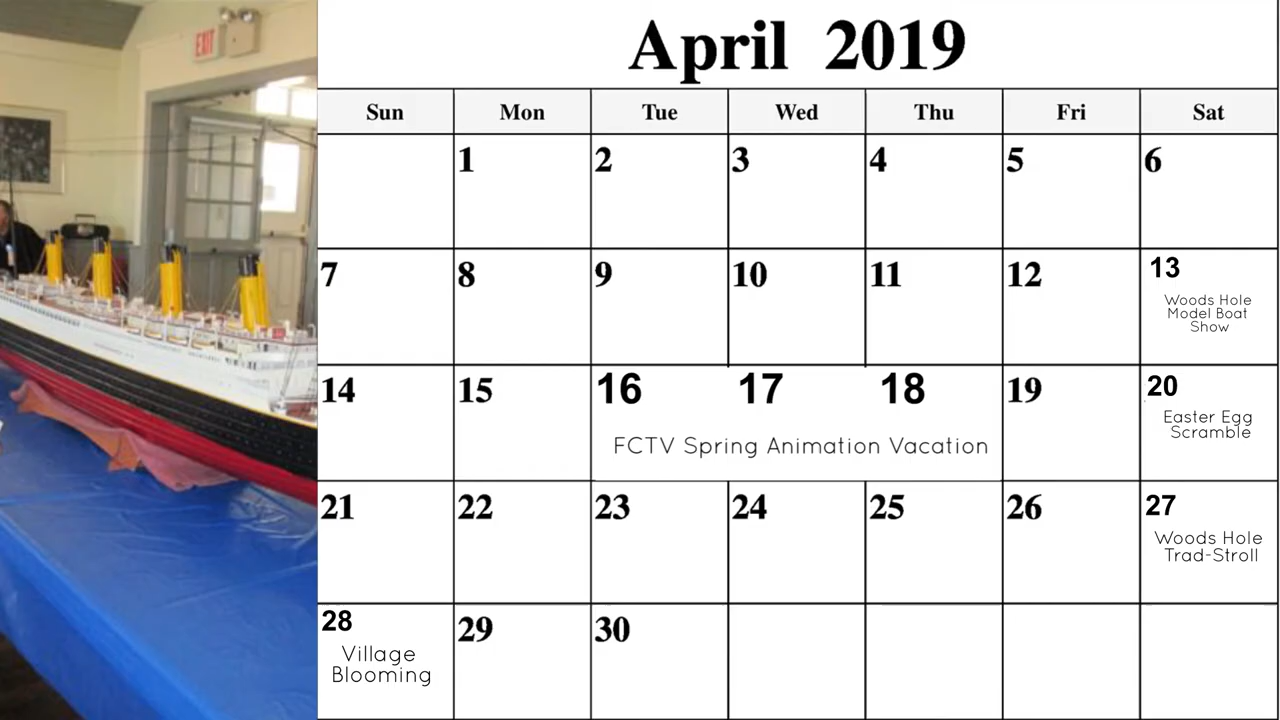 EXIT
April 2019
Sun Mon Tue Wed Thu Fri Sat
1 2 3 4 5 6
7 8 9 10 11 12 13
Woods Hole
Model Boat
Show
14 15 16 17 18 19 20
FCTV Spring Animation Vacation
Easter Egg
Scramble
21 22 23 24 25 26 27
Woods Hole
Trad-Stroll
28 29 30
Village
Blooming